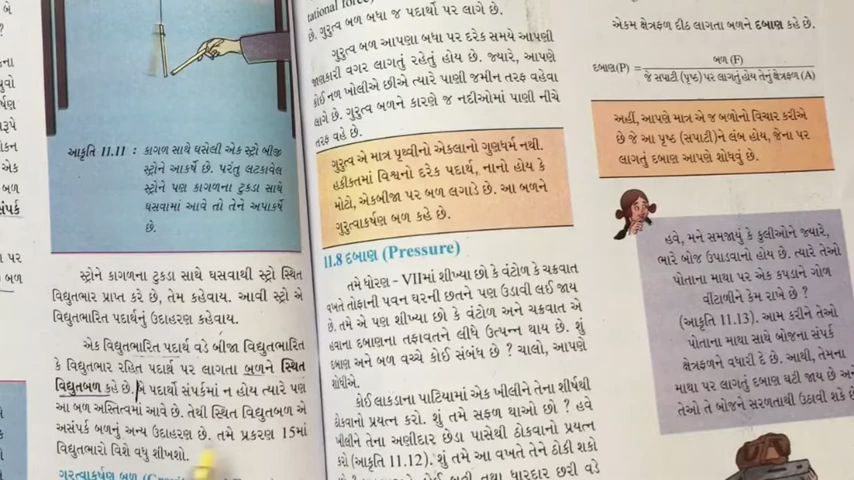 આકૃતિ 11.11 : કાગળ સાથે ઘસેલી એક સ્ટ્રો બીજી
સ્ટ્રોને આકર્ષે છે. પરંતુ લટકાવેલ
સ્ટ્રોને પણ કાગળના ટુકડા સાથે
ઘસવામાં આવે તો તેને અપાકર્ષે
છે.
સ્ટ્રોને કાગળના ટુકડા સાથે ઘસવાથી સ્ટ્રો સ્થિત
વિદ્યુતભાર પ્રાપ્ત કરે છે, તેમ કહેવાય. આવી સ્ટ્રો એ
વિદ્યુતભારિત પદાર્થનું ઉદાહરણ કહેવાય.
એક વિદ્યુતભારિત પદાર્થ વડે બીજા વિદ્યુતભારિત
કે વિદ્યુતભાર રહિત પદાર્થ પર લાગતા બળને સ્થિત
વિદ્યુતબળ કહે છે. બે પદાર્થો સંપર્કમાં ન હોય ત્યારે પણ
આ બળ અસ્તિત્વમાં આવે છે. તેથી સ્થિત વિદ્યુતબળ એ
અસંપર્ક બળનું અન્ય ઉદાહરણ છે. તમે પ્રકરણ 15માં
વિદ્યુતભારો વિશે વધુ શીખશો.
ગુરુત્વાકર્ષણ બળ
tational force)
છે. ગુરુત્વ બળ બધા જ પદાર્થો પર લાગે છે.
ગુરુત્વ બળ આપણા બધા પર દરેક સમયે આપણી
જાણકારી વગર લાગતું રહેતું હોય છે. જ્યારે, આપણે
કોઈ નળ ખોલીએ છીએ ત્યારે પાણી જમીન તરફ વહેવા
લાગે છે. ગુરુત્વ બળને કારણે જ નદીઓમાં પાણી નીચે
તરફ વહે છે.
ગુરુત્વ એ માત્ર પૃથ્વીનો એકલાનો ગુણધર્મ નથી.
હકીકતમાં વિશ્વનો દરેક પદાર્થ, નાનો હોય કે
મોટો, એકબીજા પર બળ લગાડે છે. આ બળને
ગુરુત્વાકર્ષણ બળ કહે છે.
11.8 દબાણ (Pressure)
તમે ધોરણ - VIIમાં શીખ્યા છો કે વંટોળ કે ચક્રવાત
વખતે તોફાની પવન ઘરની છતને પણ ઉડાવી લઈ જાય
છે. તમે એ પણ શીખ્યા છો કે વંટોળ અને ચક્રવાત એ
હવાના દબાણના તફાવતને લીધે ઉત્પન્ન થાય છે. શું
દબાણ અને બળ વચ્ચે કોઈ સંબંધ છે ? ચાલો, આપણે
શોધીએ.
કોઈ લાકડાના પાટિયામાં એક ખીલીને તેના શીર્ષથી
ઠોકવાનો પ્રયત્ન કરો. શું તમે સફળ થાઓ છો ? હવે
ખીલીને તેના અણીદાર છેડા પાસેથી ઠોકવાનો પ્રયત્ન
કરો (આકૃતિ 11.12). શું તમે આ વખતે તેને ઠોકી શકો
તથા ધારદાર છરી વડે
એકમ ક્ષેત્રફળ દીઠ લાગતા બળને દબાણ કહે છે.
દબાણ(P) = બળ (F)
જે સપાટી (પૃષ્ઠ) પર લાગતું હોય તેનું ક્ષેત્રફળ (A)
અહીં, આપણે માત્ર એ જ બળોનો વિચાર કરીએ
છે જે આ પૃષ્ઠ (સપાટી)ને લંબ હોય, જેના પર
લાગતું દબાણ આપણે શોધવું છે.
હવે, મને સમજાયું કે કુલીઓને જ્યારે,
ભારે બોજ ઉપાડવાનો હોય છે. ત્યારે તેઓ
પોતાના માથા પર એક કપડાને ગોળ
વીંટાળીને કેમ રાખે છે ?
(આકૃતિ 11.13). આમ કરીને તેઓ
પોતાના માથા સાથે બોજના સંપર્ક
ક્ષેત્રફળને વધારી દે છે. આથી, તેમના
માથા પર લાગતું દબાણ ઘટી જાય છે અને
તેઓ તે બોજને સરળતાથી ઉઠાવી શકે છે